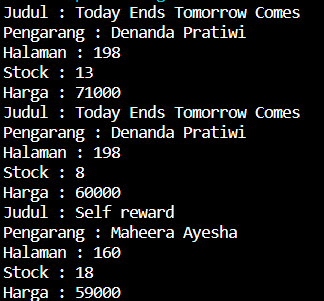 Judul : Today Ends Tomorrow Comes
Pengarang : Denanda Pratiwi
Halaman : 198
Stock : 13
Harga : 71000
Judul : Today Ends Tomorrow Comes
Pengarang : Denanda Pratiwi
Halaman : 198
Stock : 8
Harga : 60000
Judul : Self reward
Pengarang : Maheera Ayesha
Halaman : 160
Stock : 18
Harga : 59000